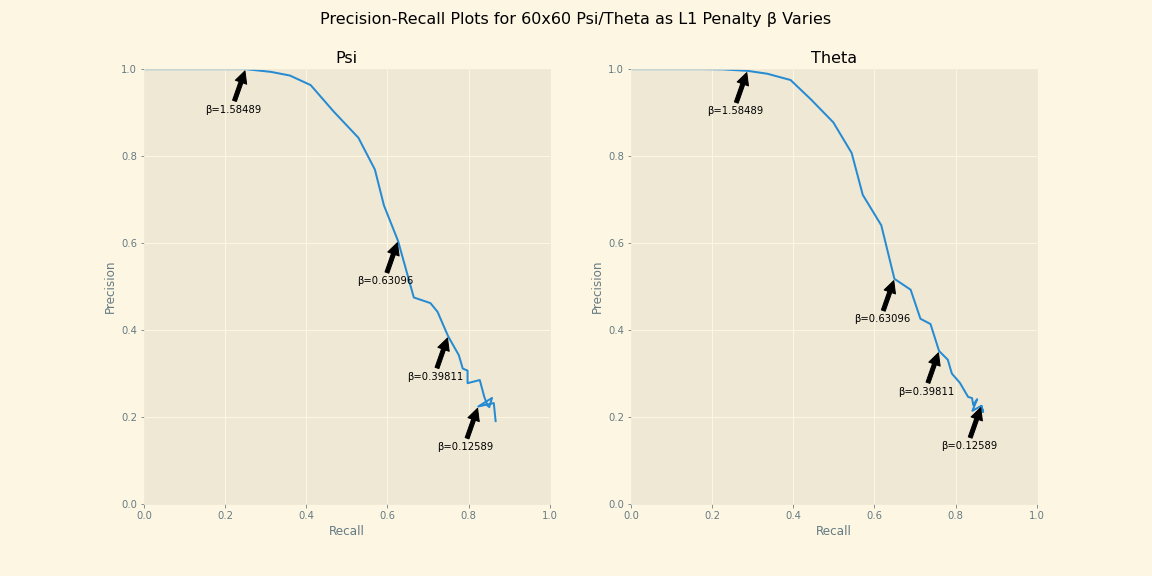 Precision-Recall Plots for 60x60 Psi/Theta as L1 Penalty β Varies
Psi
1.0
0.8
0.6
0.4
0.2
0.0
Precision
β=1.58489
β=0.63096
β=0.39811
β=0.12589
0.0 0.2 0.4 0.6 0.8 1.0
Recall
Theta
1.0
0.8
0.6
0.4
0.2
0.0
Precision
β=1.58489
β=0.63096
β=0.39811
β=0.12589
0.0 0.2 0.4 0.6 0.8 1.0
Recall